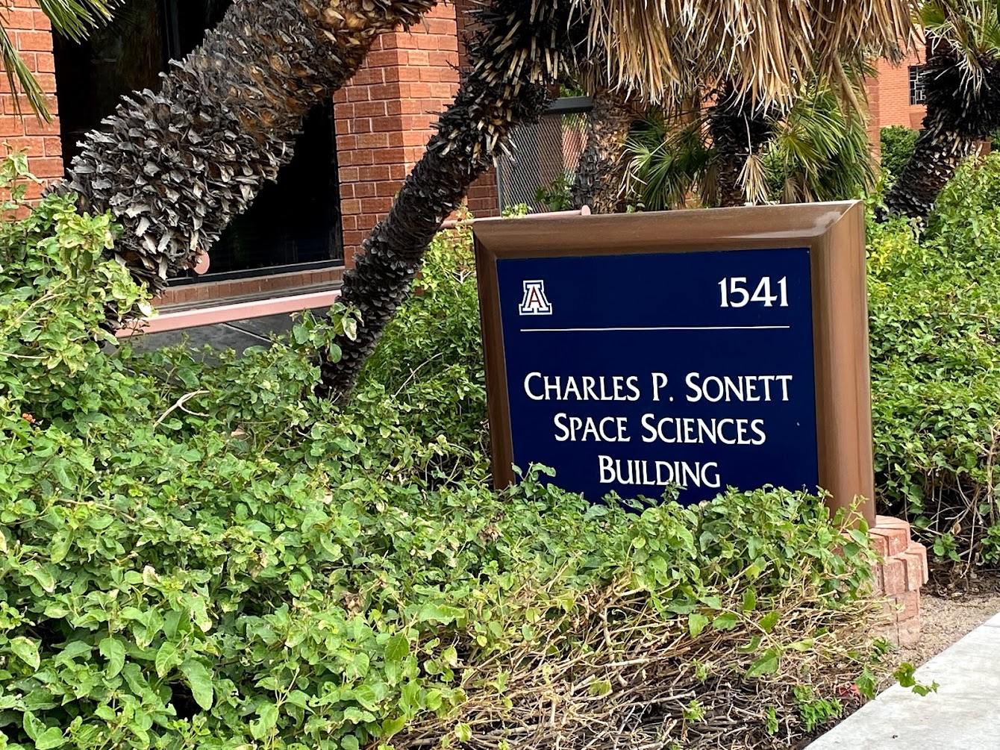 A 1541
CHARLES P. SONETT
SPACE SCIENCES
BUILDING